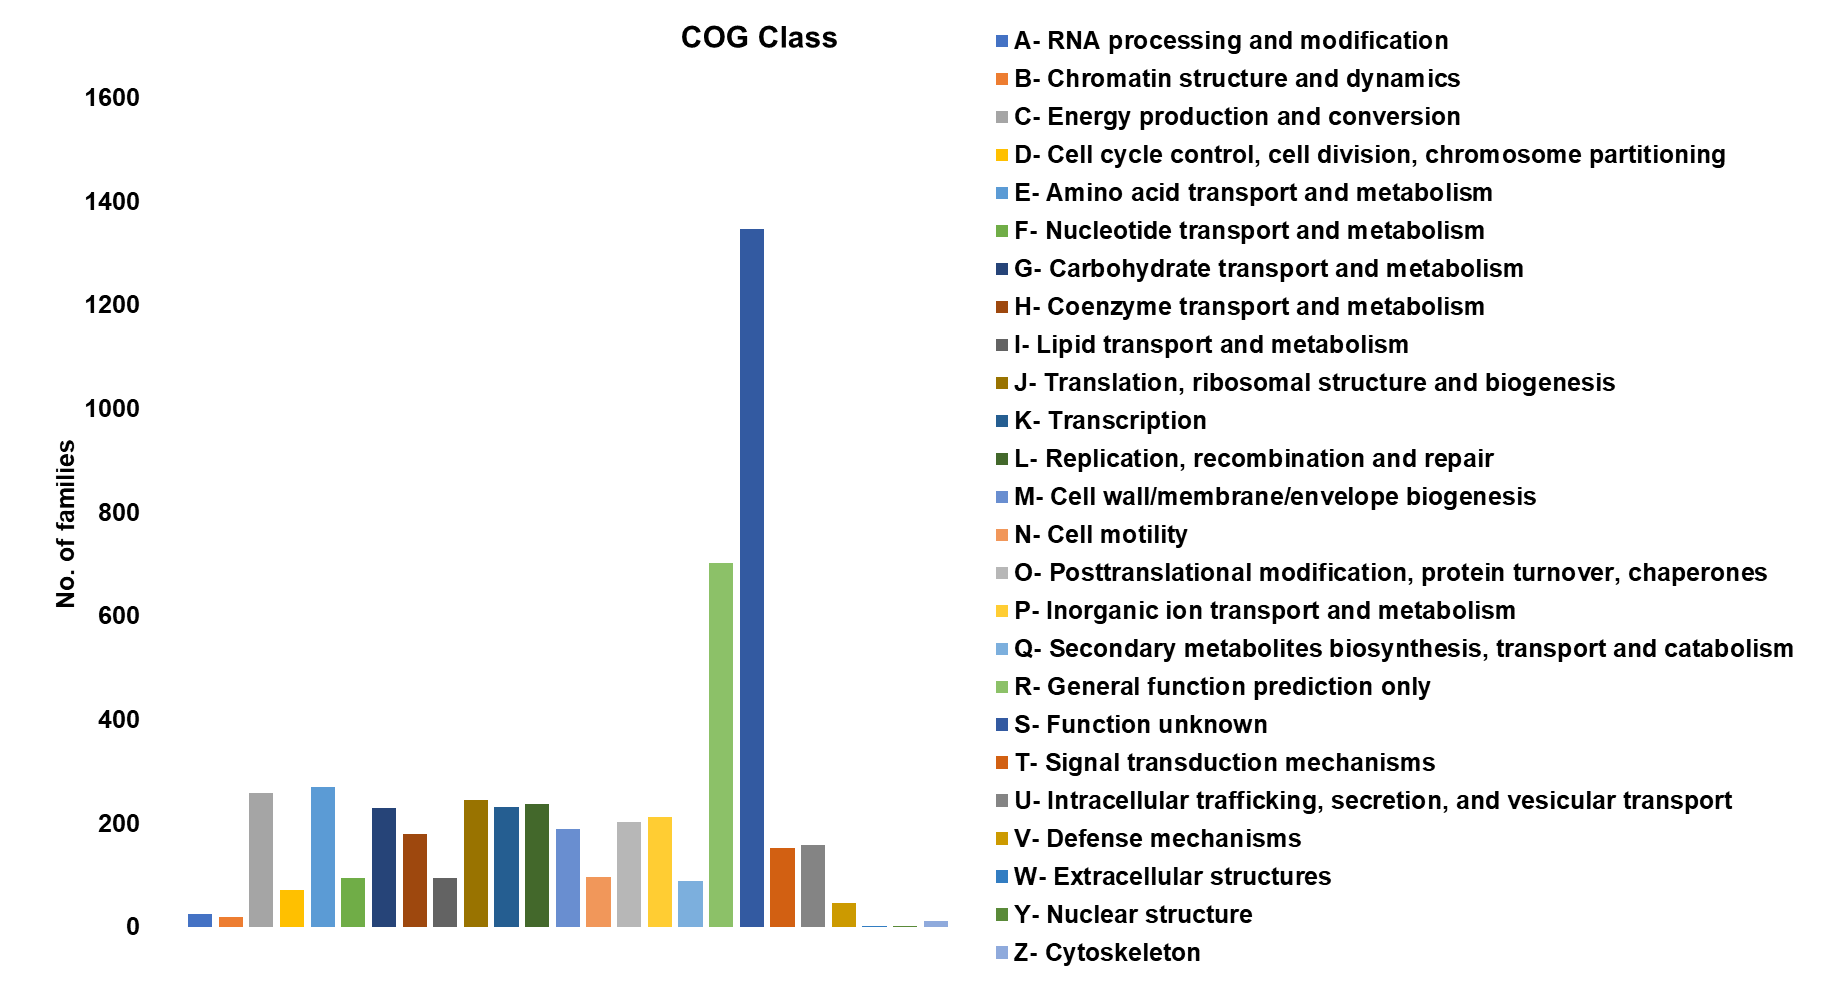 COG Class
1600
1400
1200
1000
800
600
400
200
0
No. of families
A- RNA processing and modification
B- Chromatin structure and dynamics
C- Energy production and conversion
D- Cell cycle control, cell division, chromosome partitioning
E- Amino acid transport and metabolism
F- Nucleotide transport and metabolism
G- Carbohydrate transport and metabolism
H- Coenzyme transport and metabolism
I- Lipid transport and metabolism
J- Translation, ribosomal structure and biogenesis
K- Transcription
L- Replication, recombination and repair
M- Cell wall/membrane/envelope biogenesis
N- Cell motility
O- Posttranslational modification, protein turnover, chaperones
P- Inorganic ion transport and metabolism
Q- Secondary metabolites biosynthesis, transport and catabolism
R- General function prediction only
S- Function unknown
T- Signal transduction mechanisms
U- Intracellular trafficking, secretion, and vesicular transport
V- Defense mechanisms
W- Extracellular structures
Y- Nuclear structure
Z- Cytoskeleton